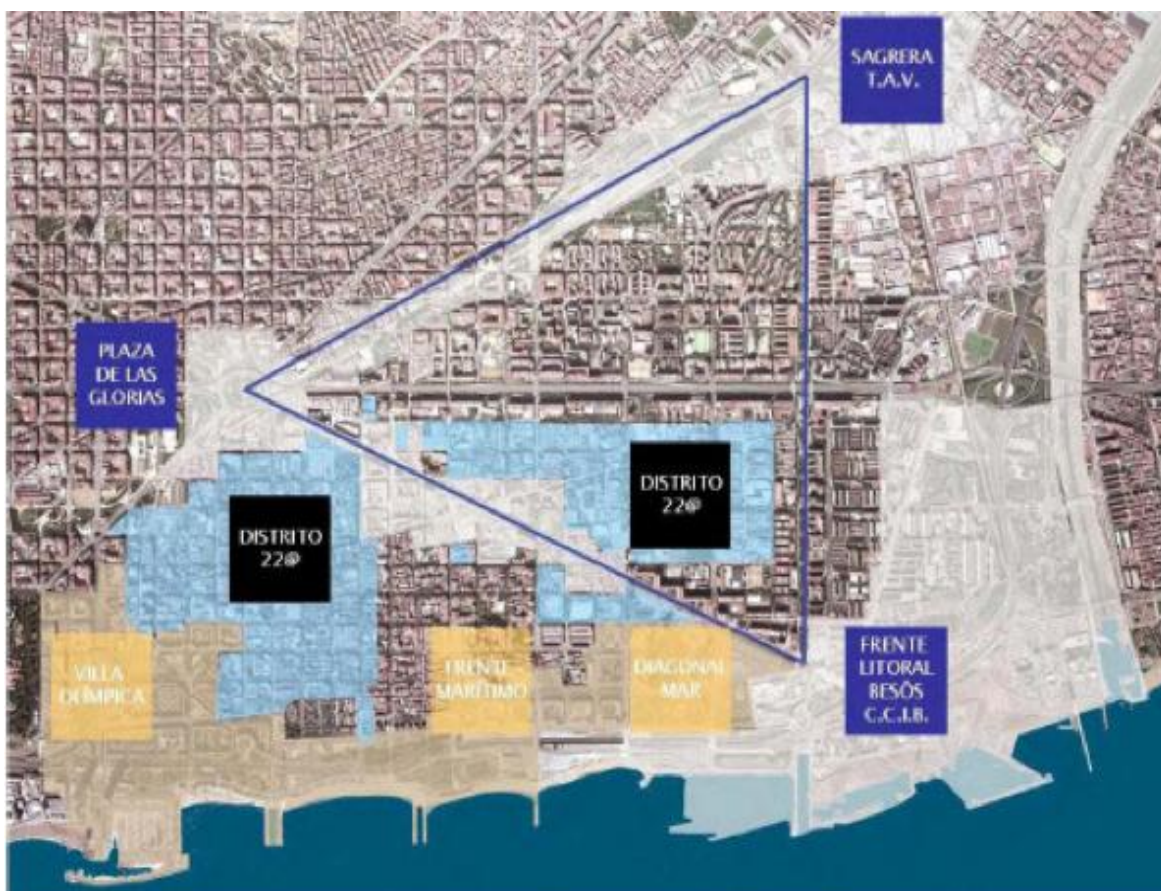 SAGRERA
T.A.V.
PLAZA
DE LAS
GLORIAS
DISTRITO
22@
DISTRITO
22@
VILLA
OLÍMPICA
FRENTE
MARÍTIMO
DIAGONAL
MAR
FRENTE
LITORAL
BESÒS
C.C.I.B.